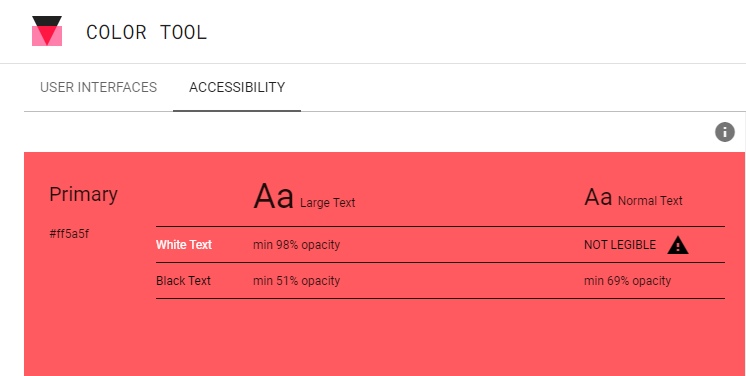 COLOR TOOL
USER INTERFACES ACCESSIBILITY
Primary Aa Large Text Aa Normal Text
#ff5a5f
White Text min 98% opacity NOT LEGIBLE
Black Text min 51% opacity min 69% opacity